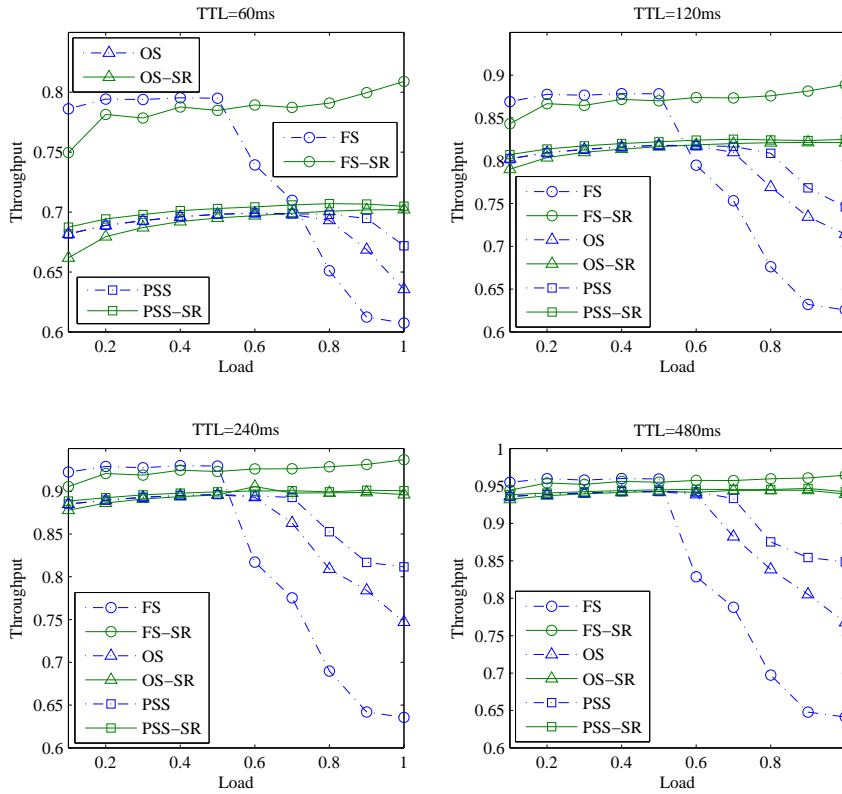 TTL=60ms
Throughput
0.8
0.75
0.7
0.65
0.6
0.2
0.4
0.6
0.8
1
Load
OS
OS−SR
FS
FS−SR
PSS
PSS−SR
TTL=120ms
Throughput
0.9
0.85
0.8
0.75
0.7
0.65
0.6
0.2
0.4
0.6
0.8
Load
FS
FS−SR
OS
OS−SR
PSS
PSS−SR
TTL=240ms
Throughput
0.9
0.85
0.8
0.75
0.7
0.65
0.6
0.2
0.4
0.6
0.8
1
Load
FS
FS−SR
OS
OS−SR
PSS
PSS−SR
TTL=480ms
Throughput
1
0.95
0.9
0.85
0.8
0.75
0.7
0.65
0.6
0.2
0.4
0.6
0.8
Load
FS
FS−SR
OS
OS−SR
PSS
PSS−SR